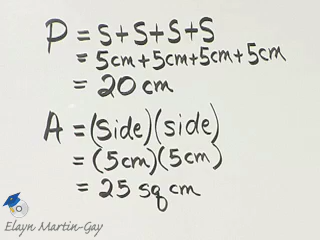 P = S+S+S+S
= 5cm+5cm+5cm+5cm
= 20 cm
A = (side)(side)
= (5cm)(5cm)
= 25 sq cm
Elayn Martin-Gay